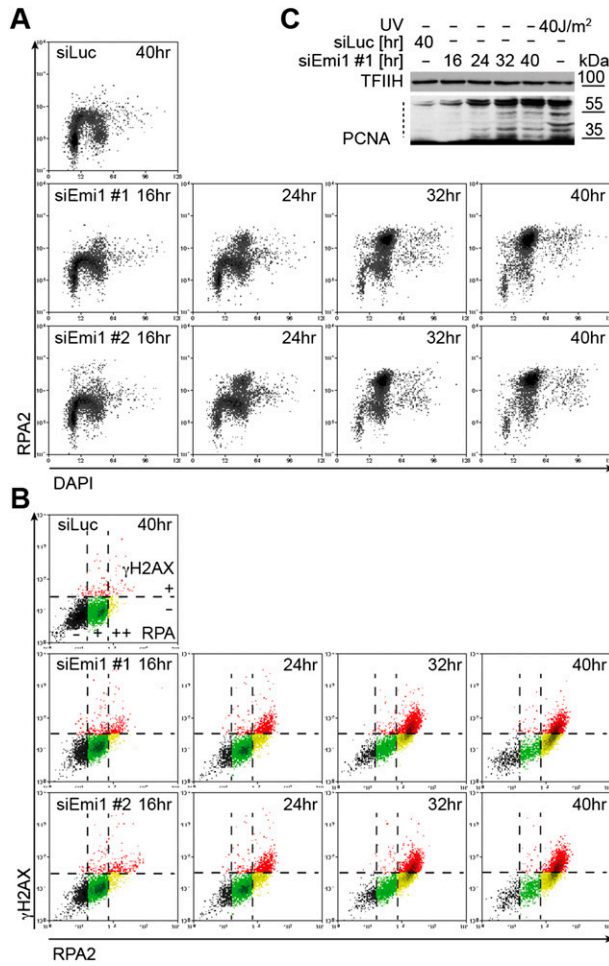 A
siLuc 40hr
C
UV – – – – – 40J/m²
siLuc [hr] 40 – – – – –
siEmi1 #1 [hr] – 16 24 32 40 – kDa
TFIIH 100
55
PCNA 35
siEmi1 #1 16hr 24hr 32hr 40hr
siEmi1 #2 16hr 24hr 32hr 40hr
RPA2
DAPI
B
siLuc 40hr
γH2AX
+
–
– + ++ RPA
siEmi1 #1 16hr 24hr 32hr 40hr
siEmi1 #2 16hr 24hr 32hr 40hr
γH2AX
RPA2